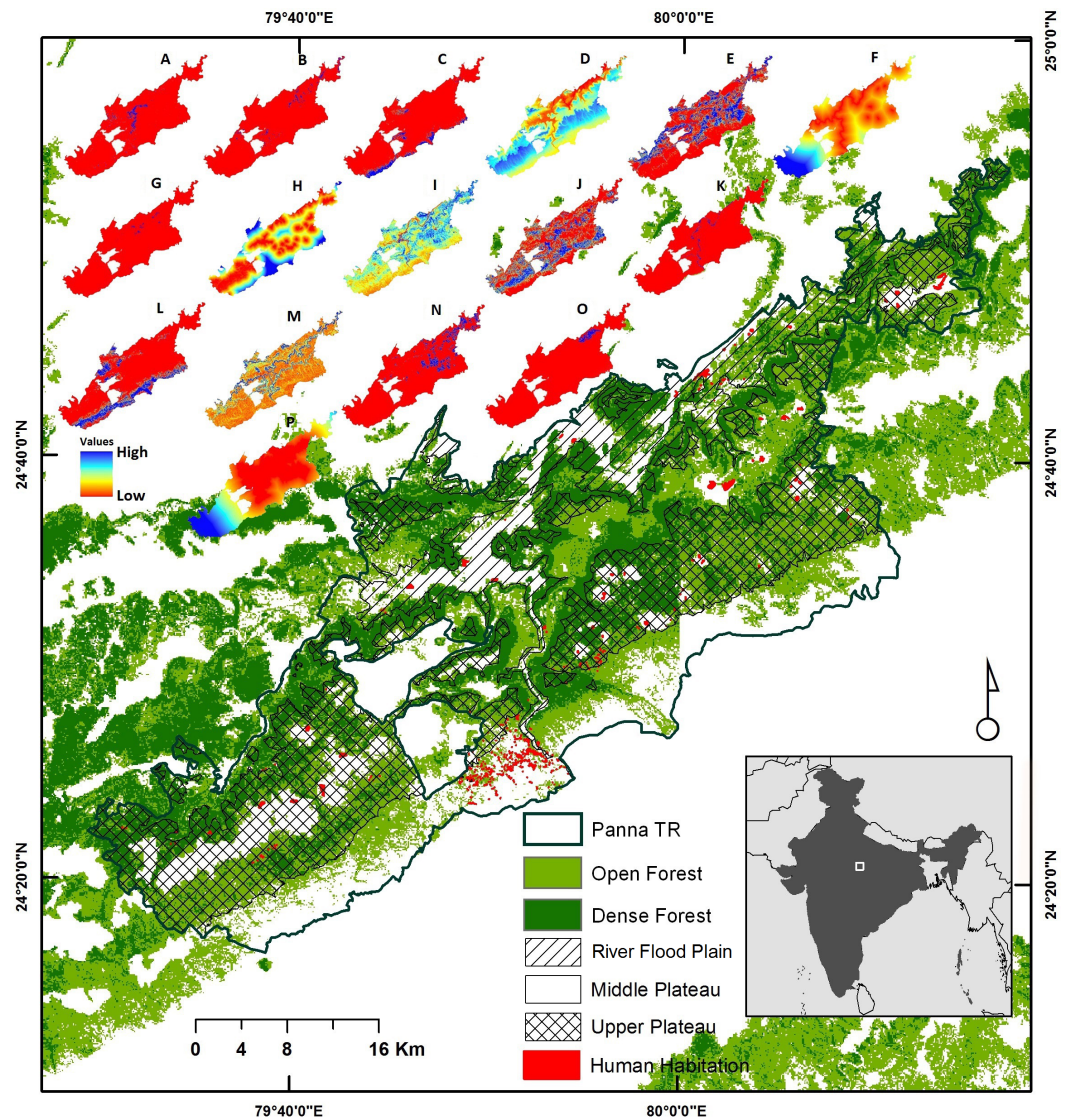 79°40'0"E 80°0'0"E
25°0'0"N
A B C D E F
G H I J K
L M N O
P
Values
High
Low
24°40'0"N
24°40'0"N
24°20'0"N
24°20'0"N
Panna TR
Open Forest
Dense Forest
River Flood Plain
Middle Plateau
Upper Plateau
Human Habitation
0 4 8 16 Km
79°40'0"E 80°0'0"E